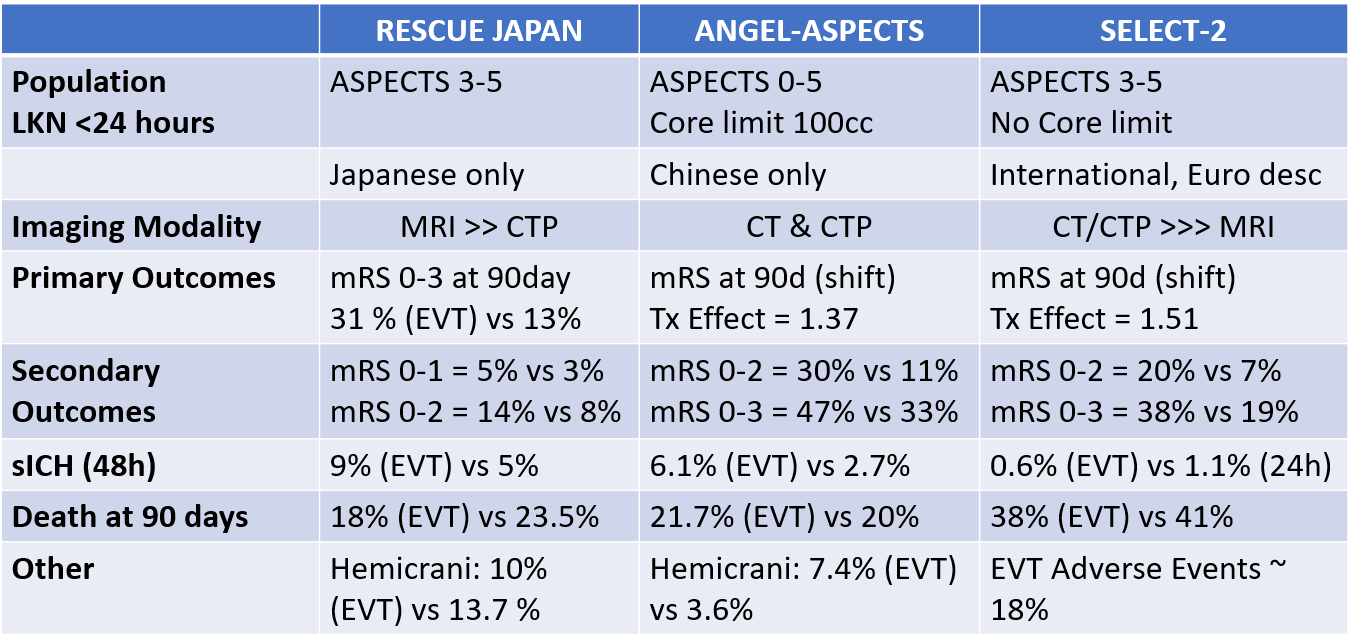 RESCUE JAPAN ANGEL-ASPECTS SELECT-2
Population ASPECTS 3-5 ASPECTS 0-5 ASPECTS 3-5
LKN <24 hours Core limit 100cc No Core limit
Japanese only Chinese only International, Euro desc
Imaging Modality MRI >> CTP CT & CTP CT/CTP >>> MRI
Primary Outcomes mRS 0-3 at 90day mRS at 90d (shift) mRS at 90d (shift)
31 % (EVT) vs 13% Tx Effect = 1.37 Tx Effect = 1.51
Secondary mRS 0-1 = 5% vs 3% mRS 0-2 = 30% vs 11% mRS 0-2 = 20% vs 7%
Outcomes mRS 0-2 = 14% vs 8% mRS 0-3 = 47% vs 33% mRS 0-3 = 38% vs 19%
sICH (48h) 9% (EVT) vs 5% 6.1% (EVT) vs 2.7% 0.6% (EVT) vs 1.1% (24h)
Death at 90 days 18% (EVT) vs 23.5% 21.7% (EVT) vs 20% 38% (EVT) vs 41%
Other Hemicrani: 10% Hemicrani: 7.4% (EVT) EVT Adverse Events ~
(EVT) vs 13.7 % vs 3.6% 18%